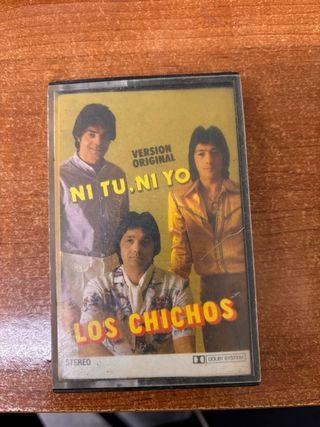 VERSION
ORIGINAL
NI TU, NI YO
LOS CHICHOS
STEREO
DOLBY SYSTEM